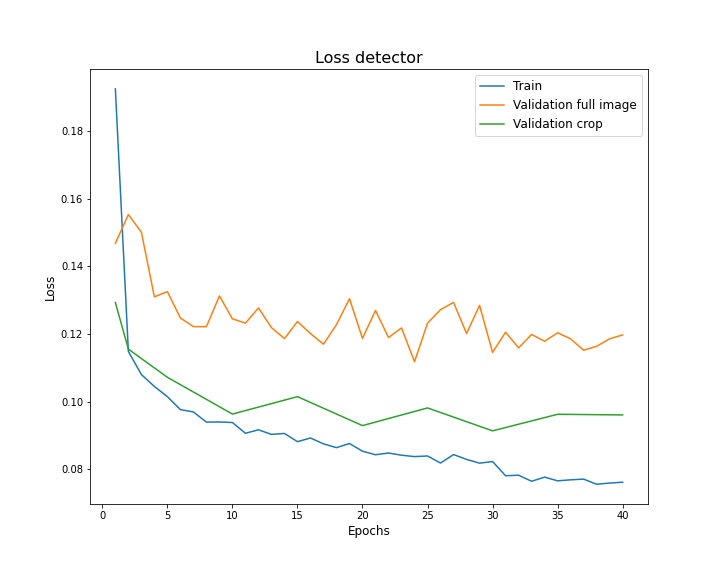 Loss detector
Train
Validation full image
Validation crop
0.18
0.16
0.14
0.12
0.10
0.08
Loss
0 5 10 15 20 25 30 35 40
Epochs